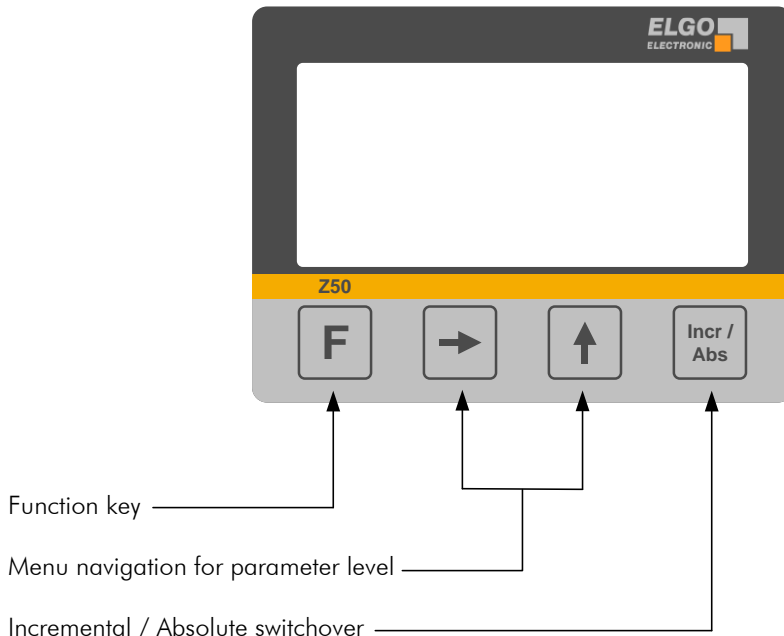 ELGO
ELECTRONIC
Z50
F
Incr /
Abs
Function key
Menu navigation for parameter level
Incremental / Absolute switchover